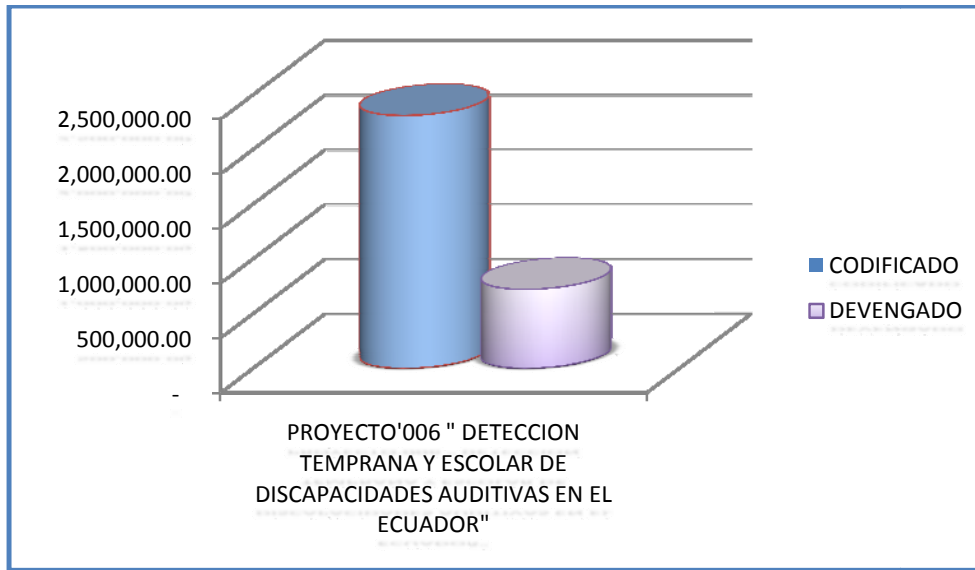 2,500,000.00
2,000,000.00
1,500,000.00
1,000,000.00
500,000.00
-
CODIFICADO
DEVENGADO
PROYECTO'006 " DETECCION
TEMPRANA Y ESCOLAR DE
DISCAPACIDADES AUDITIVAS EN EL
ECUADOR"